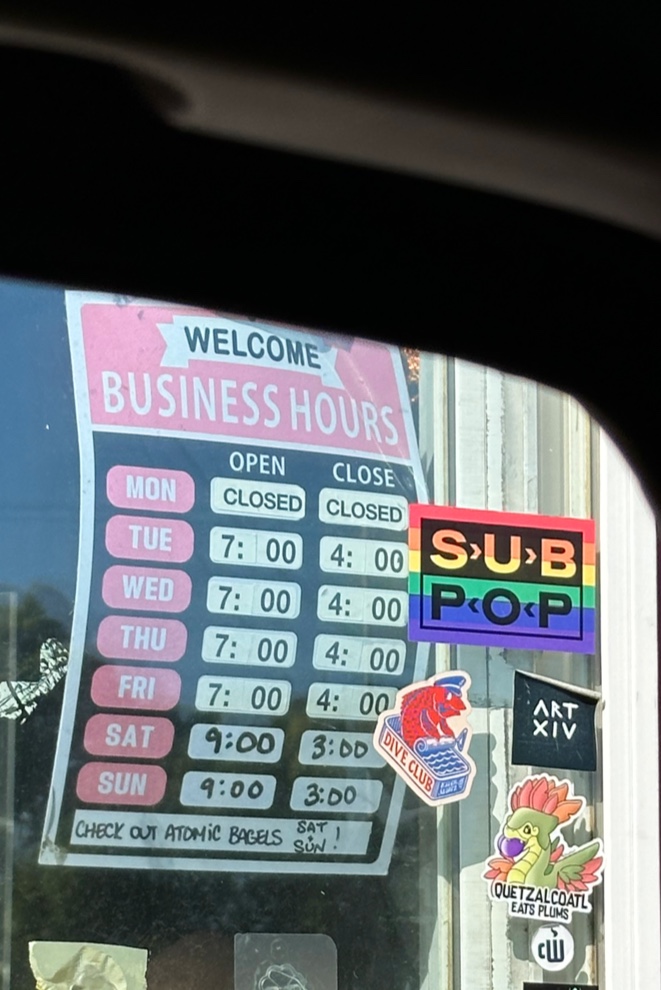 WELCOME
BUSINESS HOURS
OPEN CLOSE
MON CLOSED CLOSED
TUE 7: 00 4: 00
WED 7: 00 4: 00
THU 7: 00 4: 00
FRI 7: 00 4: 00
SAT 9:00 3:00
SUN 9:00 3:00
CHECK OUT ATOMIC BAGELS SAT + SUN!
S›U›B
P‹O‹P
DIVE CLUB
ART
XIV
QUETZALCOATL
EATS PLUMS